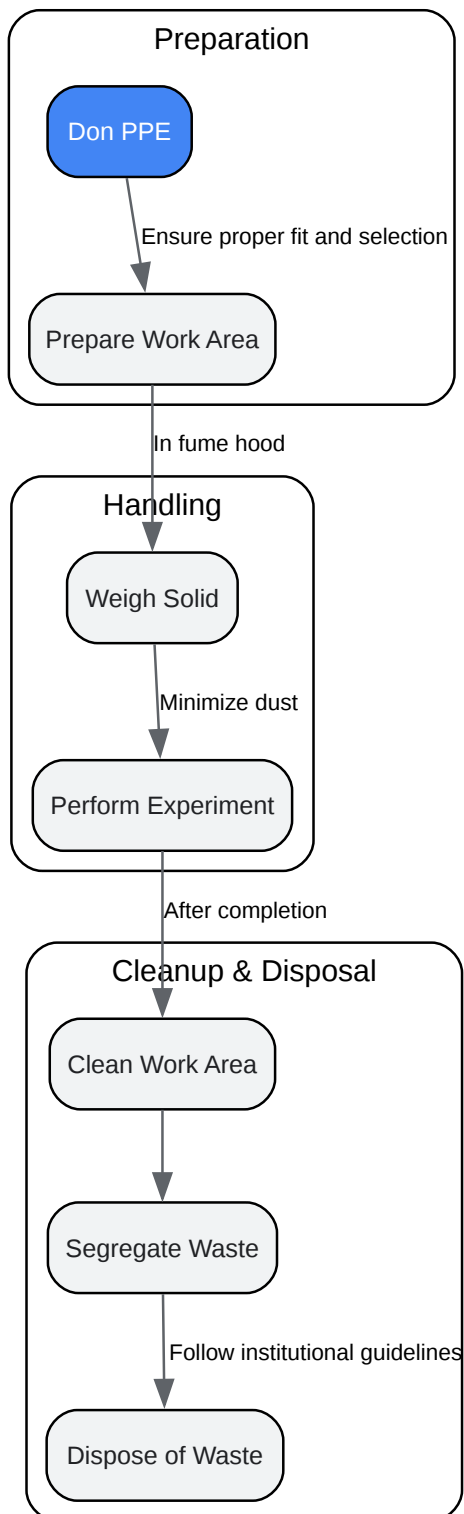 Preparation
Don PPE
Ensure proper fit and selection
Prepare Work Area
In fume hood
Handling
Weigh Solid
Minimize dust
Perform Experiment
After completion
Cleanup & Disposal
Clean Work Area
Segregate Waste
Follow institutional guidelines
Dispose of Waste